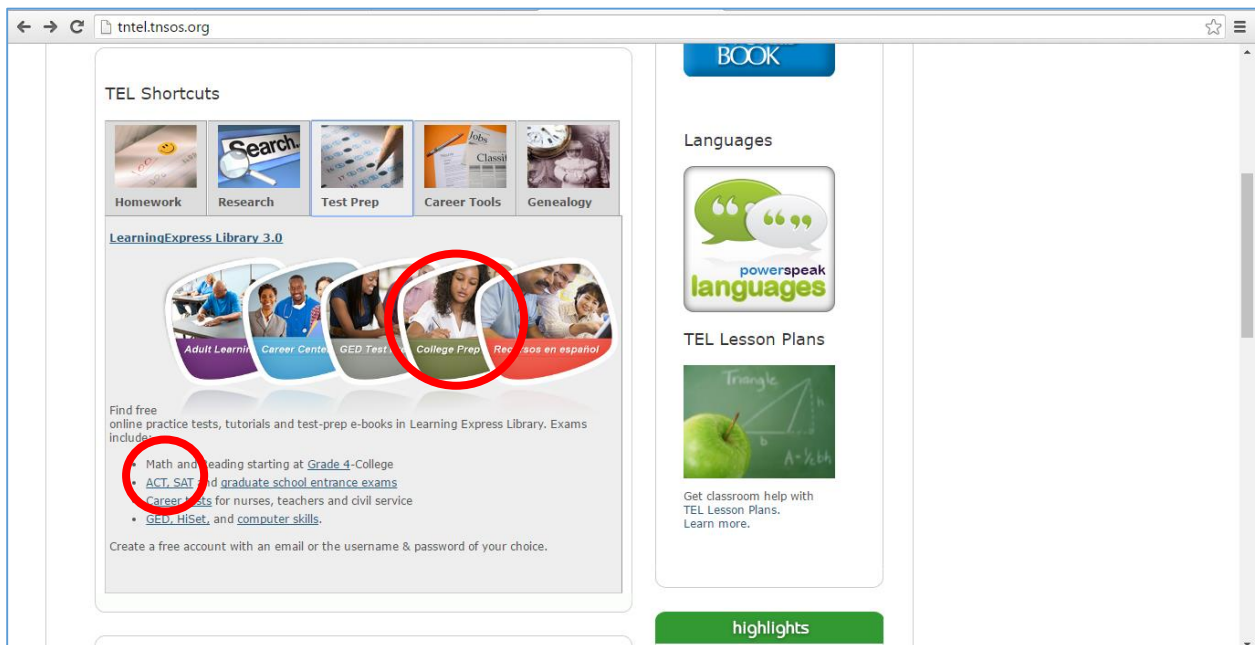 tntel.tnsos.org
TEL Shortcuts
Search.
Jobs
Classif
Homework
Research
Test Prep
Career Tools
Genealogy
LearningExpress Library 3.0
Adult Learnin
Career Cente
GED Test
College Prep
Recursos en español
Find free
online practice tests, tutorials and test-prep e-books in Learning Express Library. Exams
include:
• Math and Reading starting at Grade 4-College
• ACT, SAT and graduate school entrance exams
• Career tests for nurses, teachers and civil service
• GED, HiSet, and computer skills.
Create a free account with an email or the username & password of your choice.
BOOK
Languages
powerspeak
languages
TEL Lesson Plans
Triangle
h
b
A=½bh
Get classroom help with
TEL Lesson Plans.
Learn more.
highlights